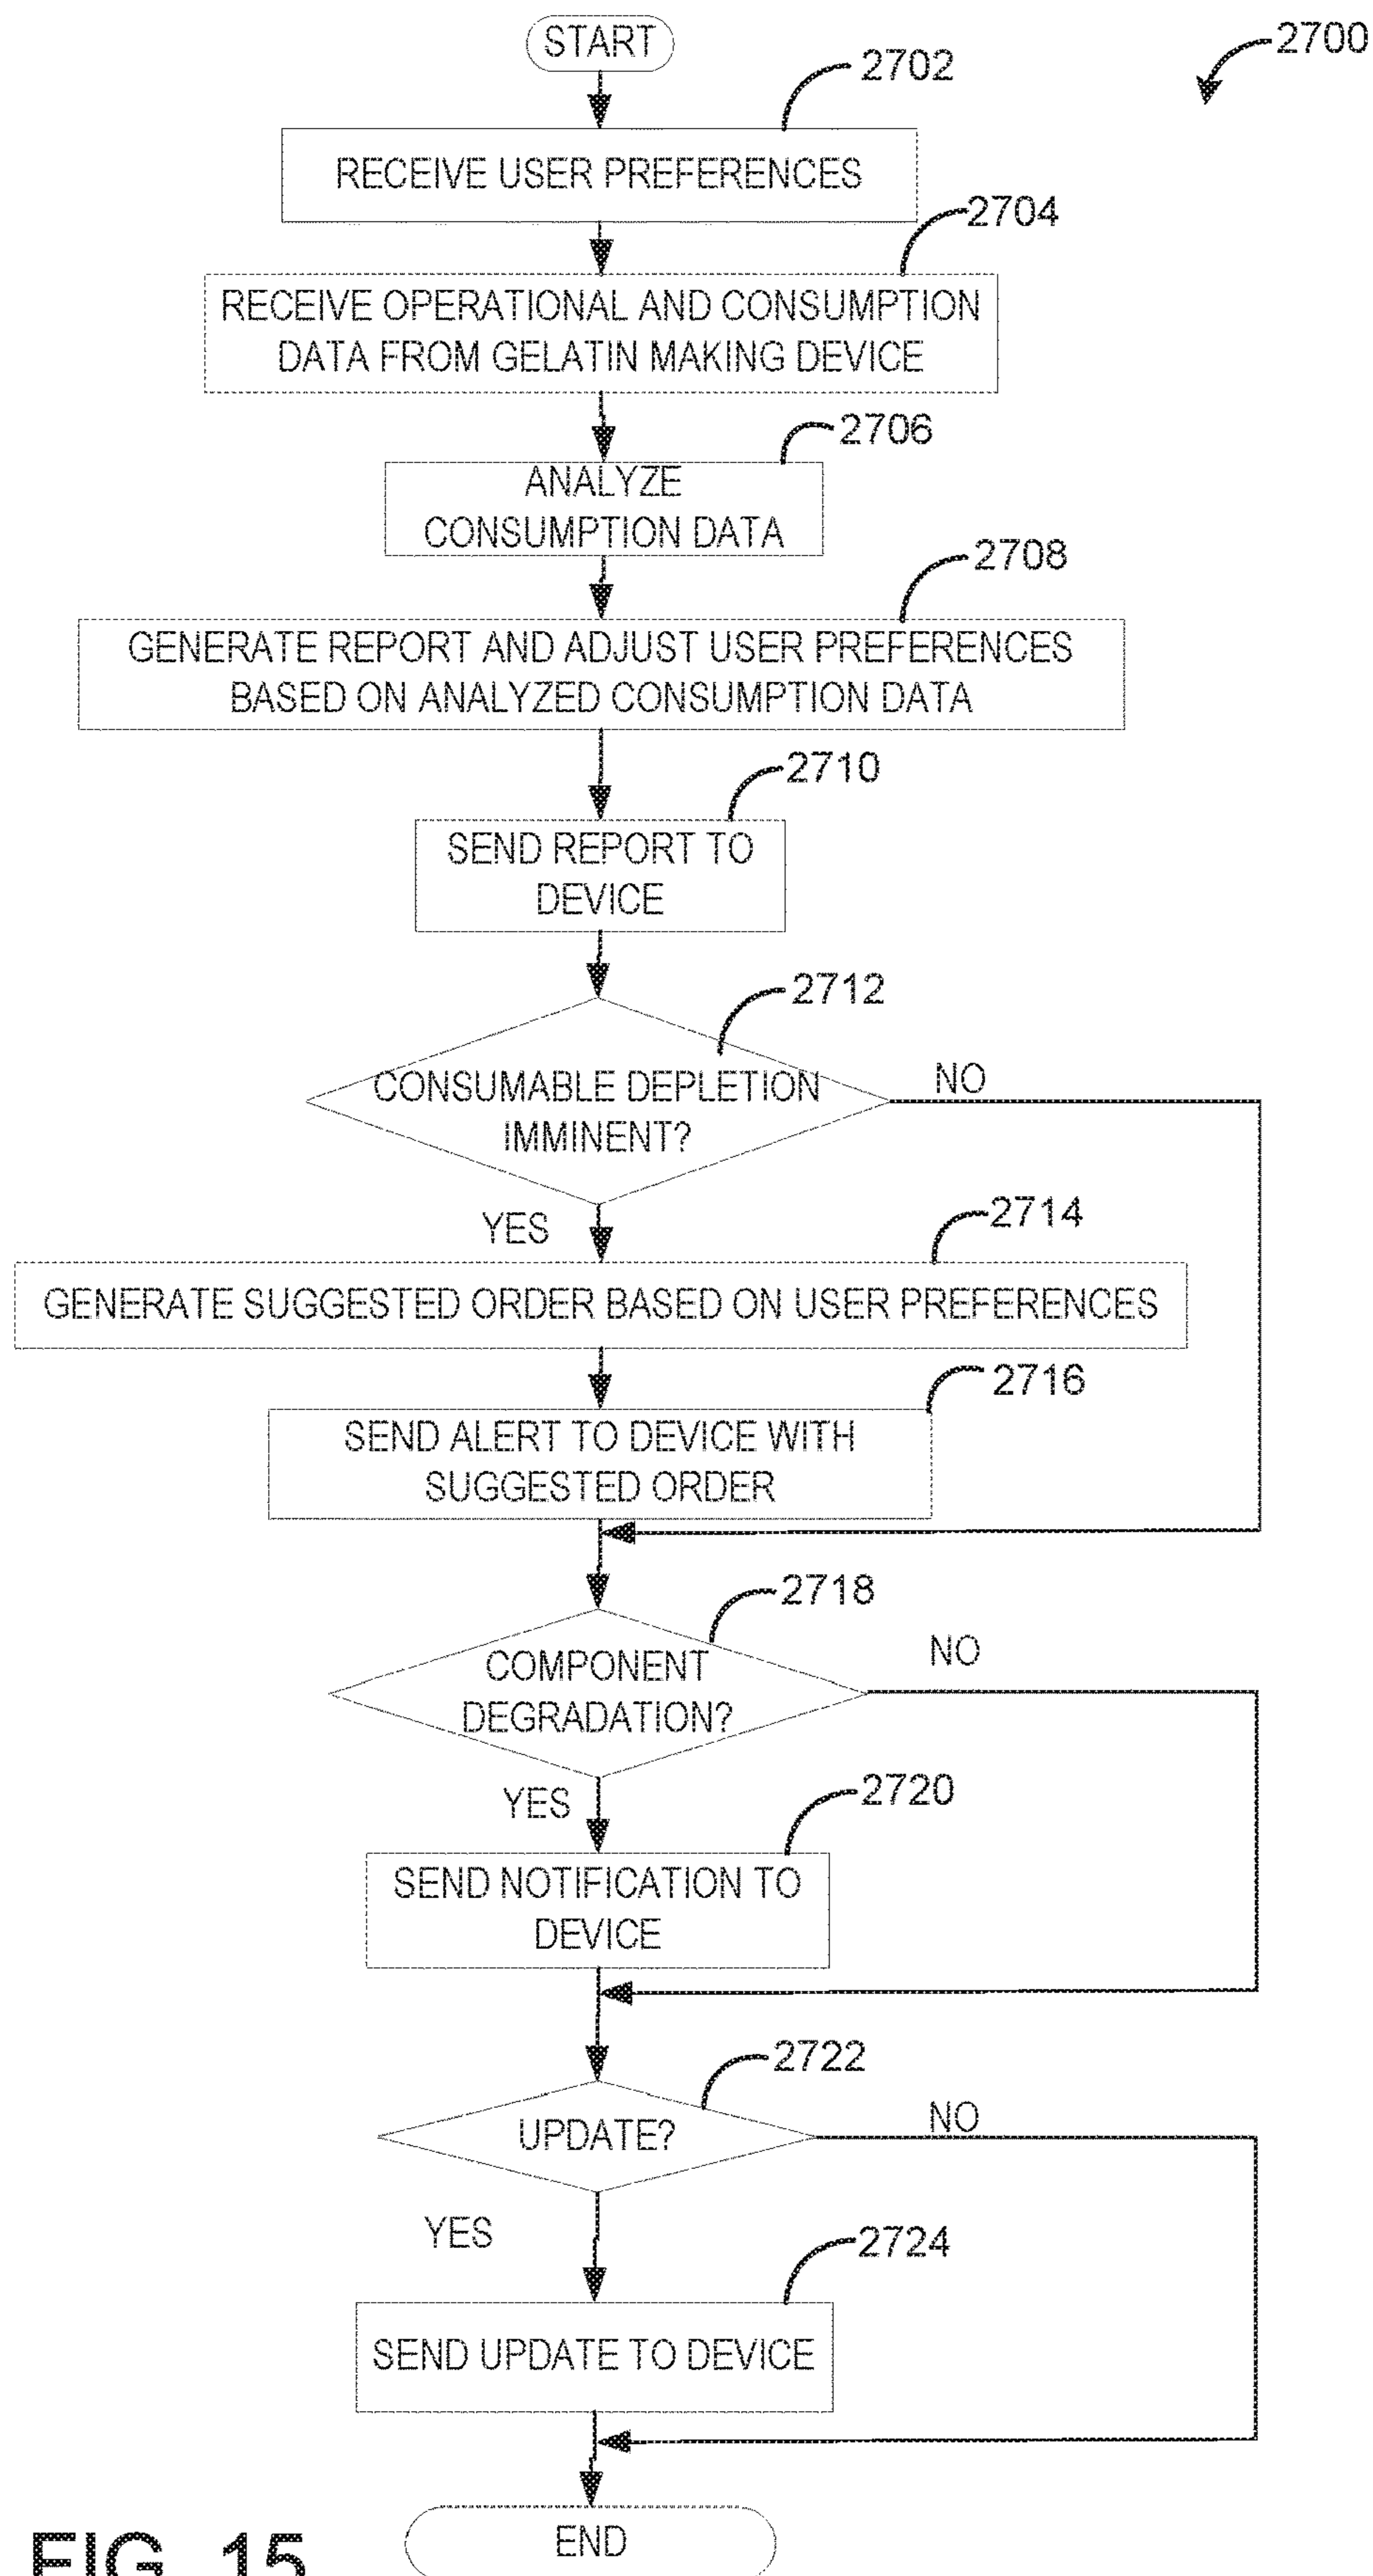 START
2700
2702
RECEIVE USER PREFERENCES
2704
RECEIVE OPERATIONAL AND CONSUMPTION
DATA FROM GELATIN MAKING DEVICE
2706
ANALYZE
CONSUMPTION DATA
2708
GENERATE REPORT AND ADJUST USER PREFERENCES
BASED ON ANALYZED CONSUMPTION DATA
2710
SEND REPORT TO
DEVICE
2712
CONSUMABLE DEPLETION
IMMINENT?
NO
YES
2714
GENERATE SUGGESTED ORDER BASED ON USER PREFERENCES
2716
SEND ALERT TO DEVICE WITH
SUGGESTED ORDER
2718
COMPONENT
DEGRADATION?
NO
YES
2720
SEND NOTIFICATION TO
DEVICE
2722
UPDATE?
NO
YES
2724
SEND UPDATE TO DEVICE
END
FIG. 15